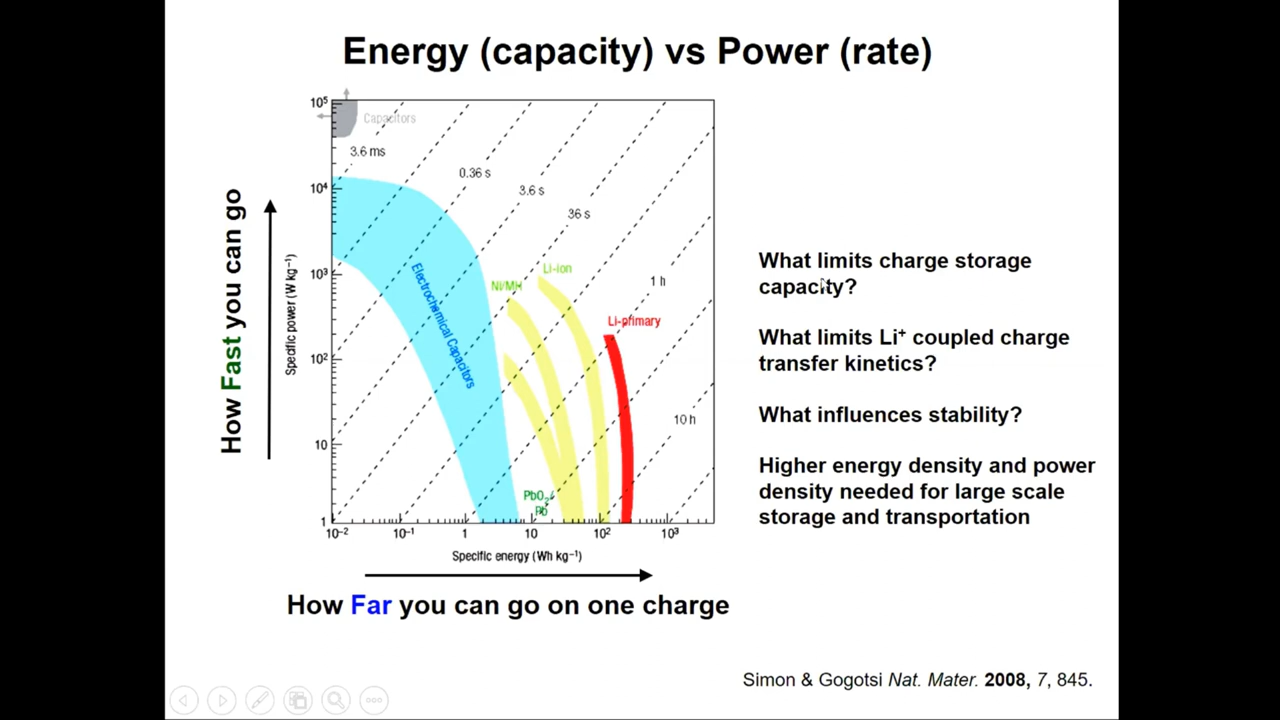 Energy (capacity) vs Power (rate)
How Fast you can go
Specific power (W kg⁻¹)
10⁵
10⁴
10³
10²
10
1
Capacitors
3.6 ms
0.36 s
3.6 s
36 s
1 h
10 h
Electrochemical Capacitors
Ni/MH
Li-ion
Li-primary
PbO₂/
Pb
10⁻²
10⁻¹
1
10
10²
10³
Specific energy (Wh kg⁻¹)
How Far you can go on one charge
What limits charge storage
capacity?
What limits Li⁺ coupled charge
transfer kinetics?
What influences stability?
Higher energy density and power
density needed for large scale
storage and transportation
Simon & Gogotsi Nat. Mater. 2008, 7, 845.